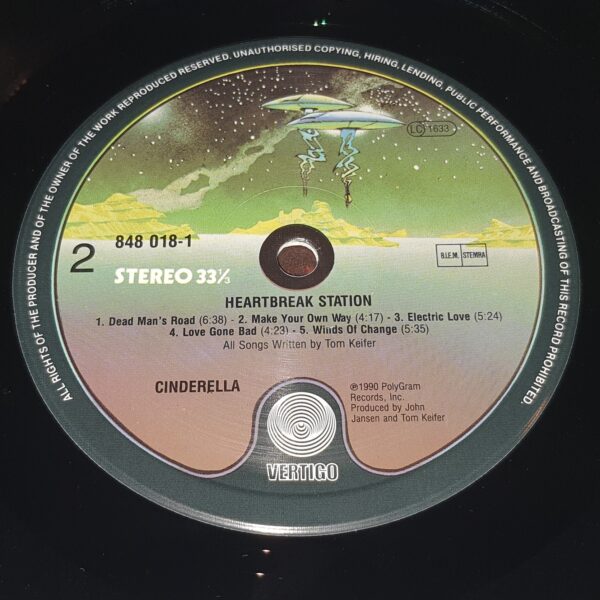 ALL RIGHTS OF THE PRODUCER AND OF THE OWNER OF THE WORK REPRODUCED RESERVED. UNAUTHORISED COPYING, HIRING, LENDING, PUBLIC PERFORMANCE AND BROADCASTING OF THIS RECORD PROHIBITED.
LC 1633
848 018-1
2
STEREO 33⅓
B.I.E.M. STEMRA
HEARTBREAK STATION
1. Dead Man's Road (6:38) - 2. Make Your Own Way (4:17) - 3. Electric Love (5:24)
4. Love Gone Bad (4:23) - 5. Winds Of Change (5:35)
All Songs Written by Tom Keifer
CINDERELLA
℗1990 PolyGram
Records, Inc.
Produced by John
Jansen and Tom Keifer
VERTIGO